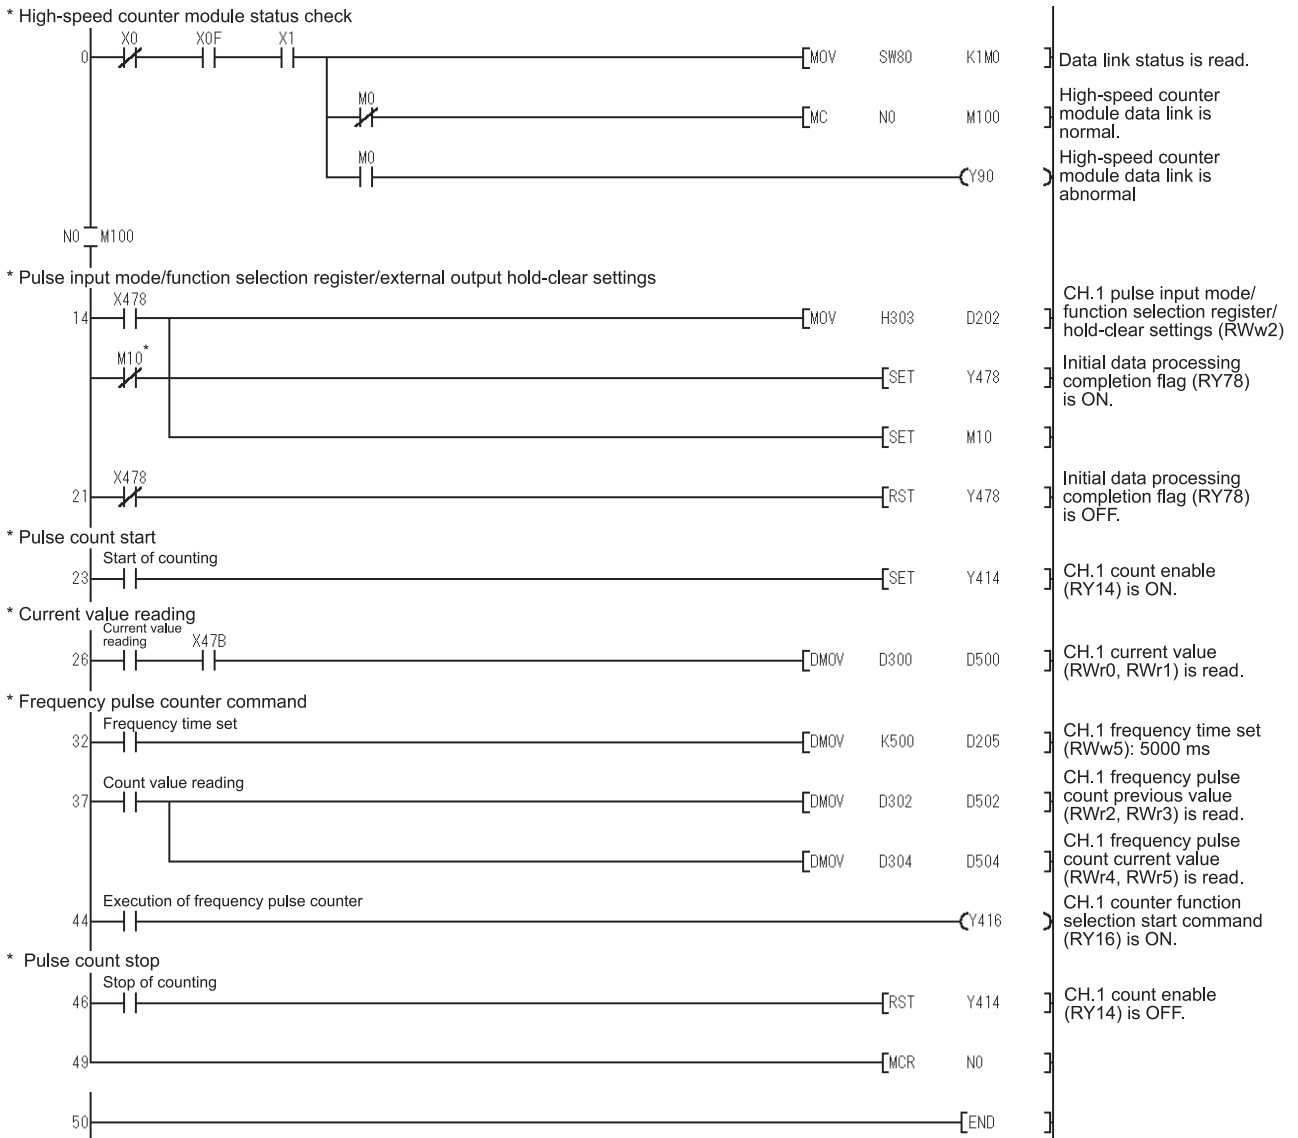 * High-speed counter module status check
X0 X0F X1
0 MOV SW80 K1M0 Data link status is read.
M0
MC N0 M100
High-speed counter
module data link is
normal.
M0
Y90
High-speed counter
module data link is
abnormal
N0 M100
* Pulse input mode/function selection register/external output hold-clear settings
X478
14 MOV H303 D202
CH.1 pulse input mode/
function selection register/
hold-clear settings (RWw2)
M10*
SET Y478
Initial data processing
completion flag (RY78)
is ON.
SET M10
X478
21 RST Y478
Initial data processing
completion flag (RY78)
is OFF.
* Pulse count start
Start of counting
23 SET Y414
CH.1 count enable
(RY14) is ON.
* Current value reading
Current value
reading X47B
26 DMOV D300 D500
CH.1 current value
(RWr0, RWr1) is read.
* Frequency pulse counter command
Frequency time set
32 DMOV K500 D205
CH.1 frequency time set
(RWw5): 5000 ms
Count value reading
37 DMOV D302 D502
CH.1 frequency pulse
count previous value
(RWr2, RWr3) is read.
DMOV D304 D504
CH.1 frequency pulse
count current value
(RWr4, RWr5) is read.
Execution of frequency pulse counter
44 Y416
CH.1 counter function
selection start command
(RY16) is ON.
* Pulse count stop
Stop of counting
46 RST Y414
CH.1 count enable
(RY14) is OFF.
49 MCR N0
50 END